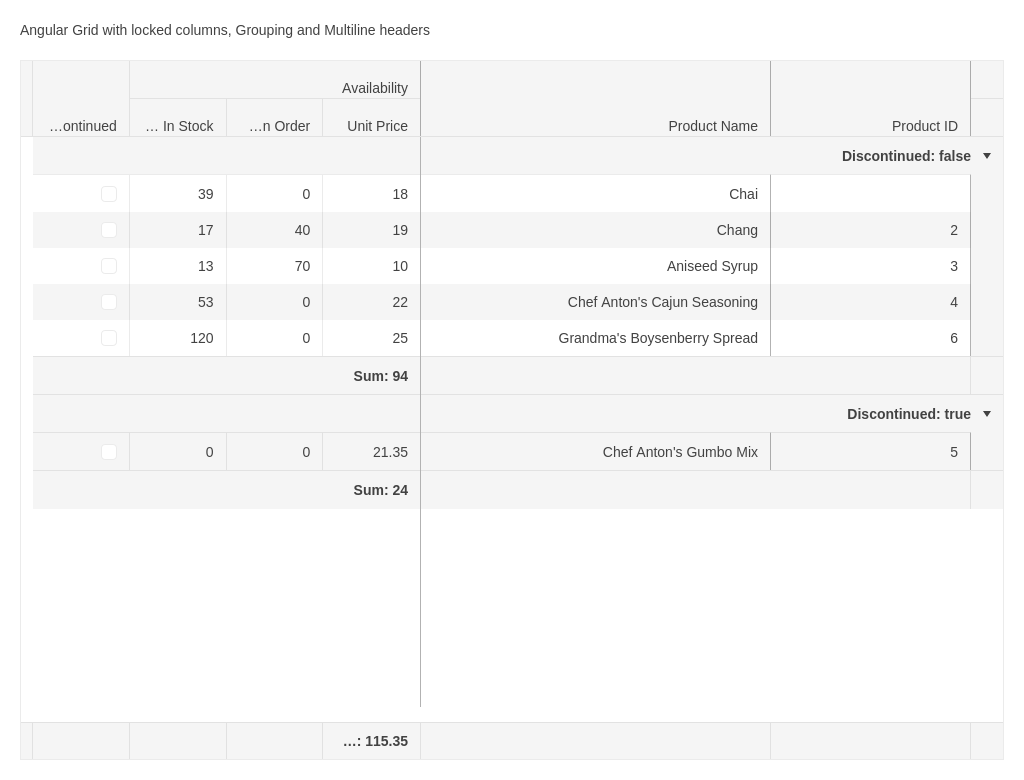 Angular Grid with locked columns, Grouping and Multiline headers
Availability
Product ID Product Name Unit Price …n Order … In Stock …ontinued
Discontinued: false
Chai 18 0 39
2 Chang 19 40 17
3 Aniseed Syrup 10 70 13
4 Chef Anton's Cajun Seasoning 22 0 53
6 Grandma's Boysenberry Spread 25 0 120
Sum: 94
Discontinued: true
5 Chef Anton's Gumbo Mix 21.35 0 0
Sum: 24
…: 115.35